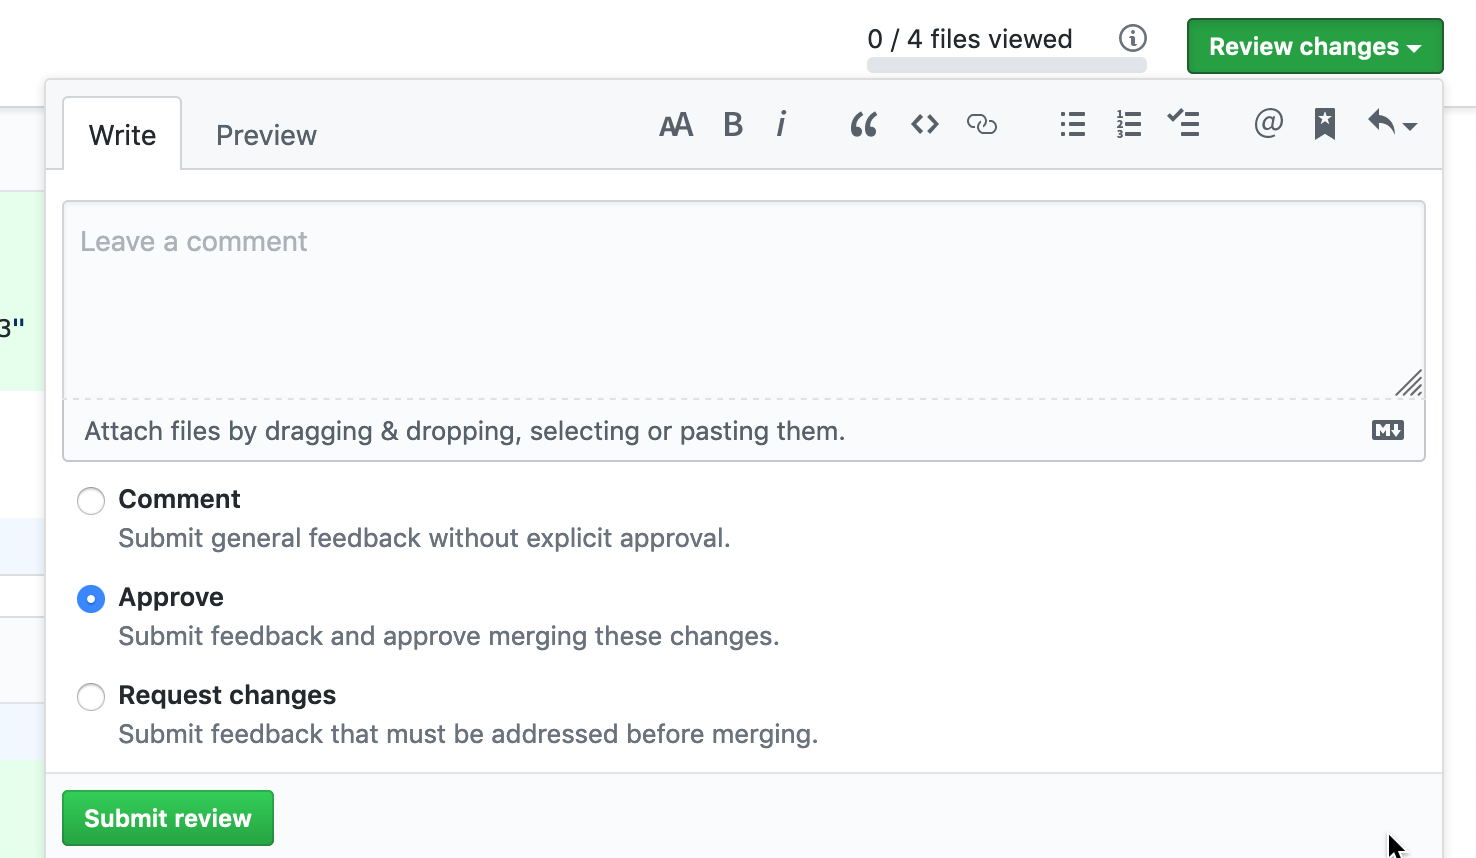 0 / 4 files viewed
Review changes
Write
Preview
AA B i
@
Leave a comment
3"
Attach files by dragging & dropping, selecting or pasting them.
M
Comment
Submit general feedback without explicit approval.
Approve
Submit feedback and approve merging these changes.
Request changes
Submit feedback that must be addressed before merging.
Submit review